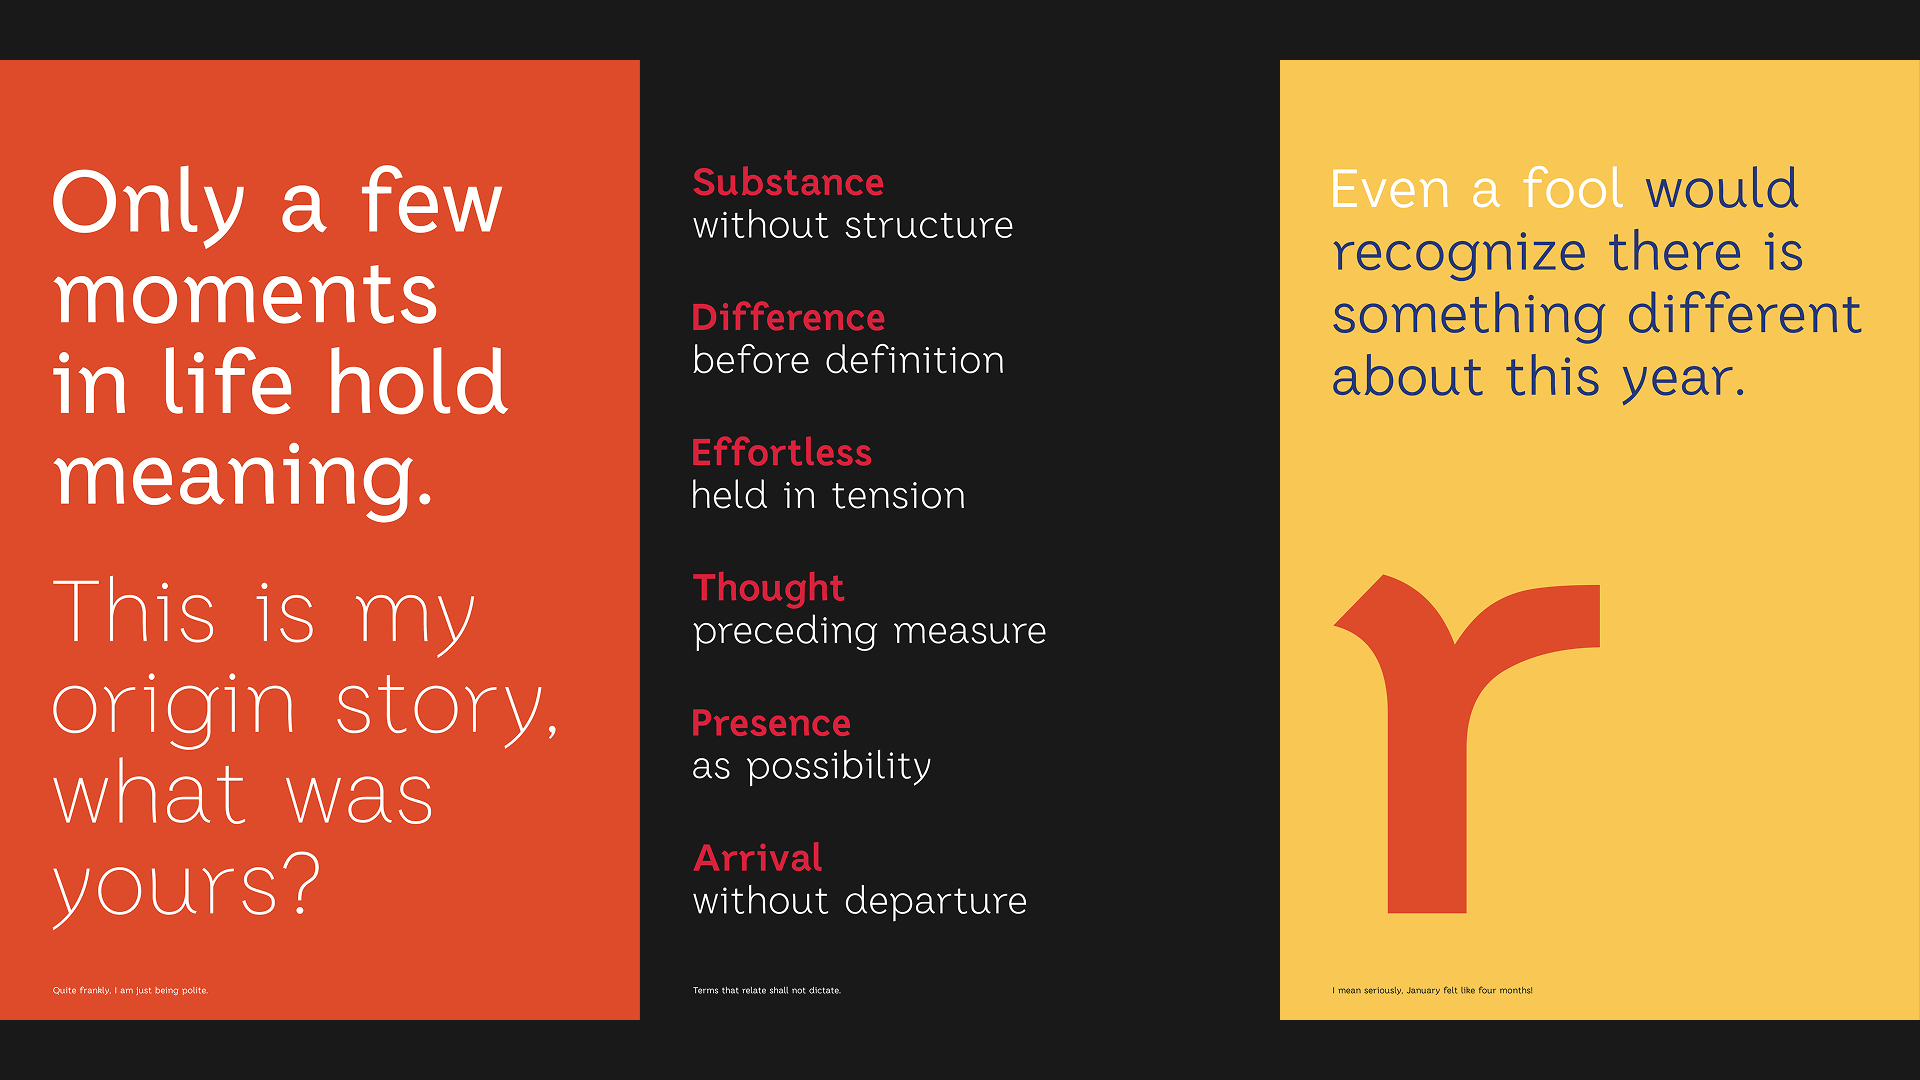 Only a few
moments
in life hold
meaning.
This is my
origin story,
what was
yours?
Quite frankly, I am just being polite.
Substance
without structure
Difference
before definition
Effortless
held in tension
Thought
preceding measure
Presence
as possibility
Arrival
without departure
Terms that relate shall not dictate.
Even a fool would
recognize there is
something different
about this year.
r
I mean seriously, January felt like four months!